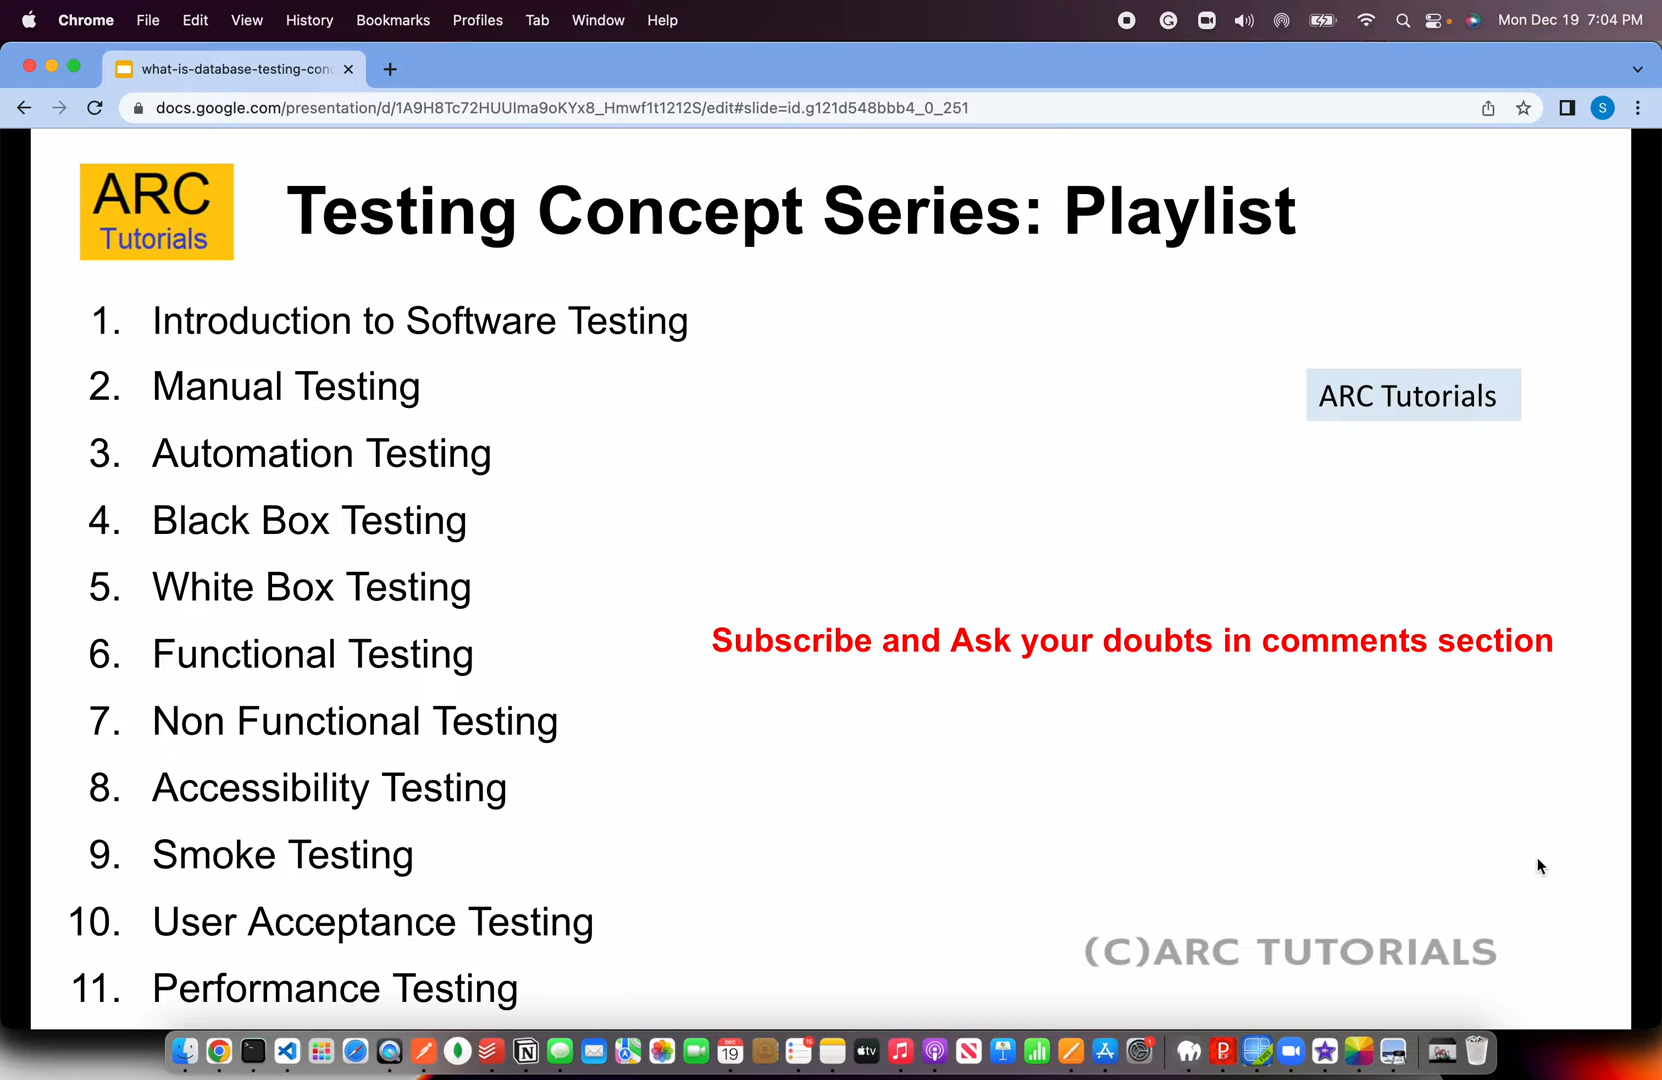 Chrome File Edit View History Bookmarks Profiles Tab Window Help Mon Dec 19 7:04 PM
what-is-database-testing-con
docs.google.com/presentation/d/1A9H8Tc72HUUlma9oKYx8_Hmwf1t1212S/edit#slide=id.g121d548bbb4_0_251
S
ARC
Tutorials
Testing Concept Series: Playlist
1. Introduction to Software Testing
2. Manual Testing
ARC Tutorials
3. Automation Testing
4. Black Box Testing
5. White Box Testing
Subscribe and Ask your doubts in comments section
6. Functional Testing
7. Non Functional Testing
8. Accessibility Testing
9. Smoke Testing
10. User Acceptance Testing
(C)ARC TUTORIALS
11. Performance Testing
DEC
19
tv